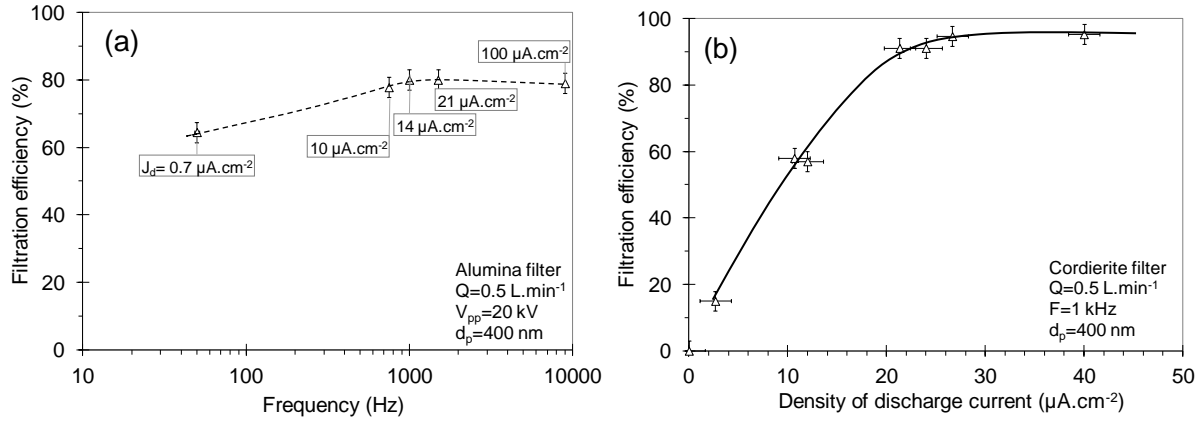 (a)
Filtration efficiency (%)
100
80
60
40
20
0
100 µA.cm-2
21 µA.cm-2
14 µA.cm-2
10 µA.cm-2
Jd= 0.7 µA.cm-2
Alumina filter
Q=0.5 L.min-1
Vpp=20 kV
dp=400 nm
10 100 1000 10000
Frequency (Hz)
(b)
Filtration efficiency (%)
100
80
60
40
20
0
Cordierite filter
Q=0.5 L.min-1
F=1 kHz
dp=400 nm
0 10 20 30 40 50
Density of discharge current (µA.cm-2)